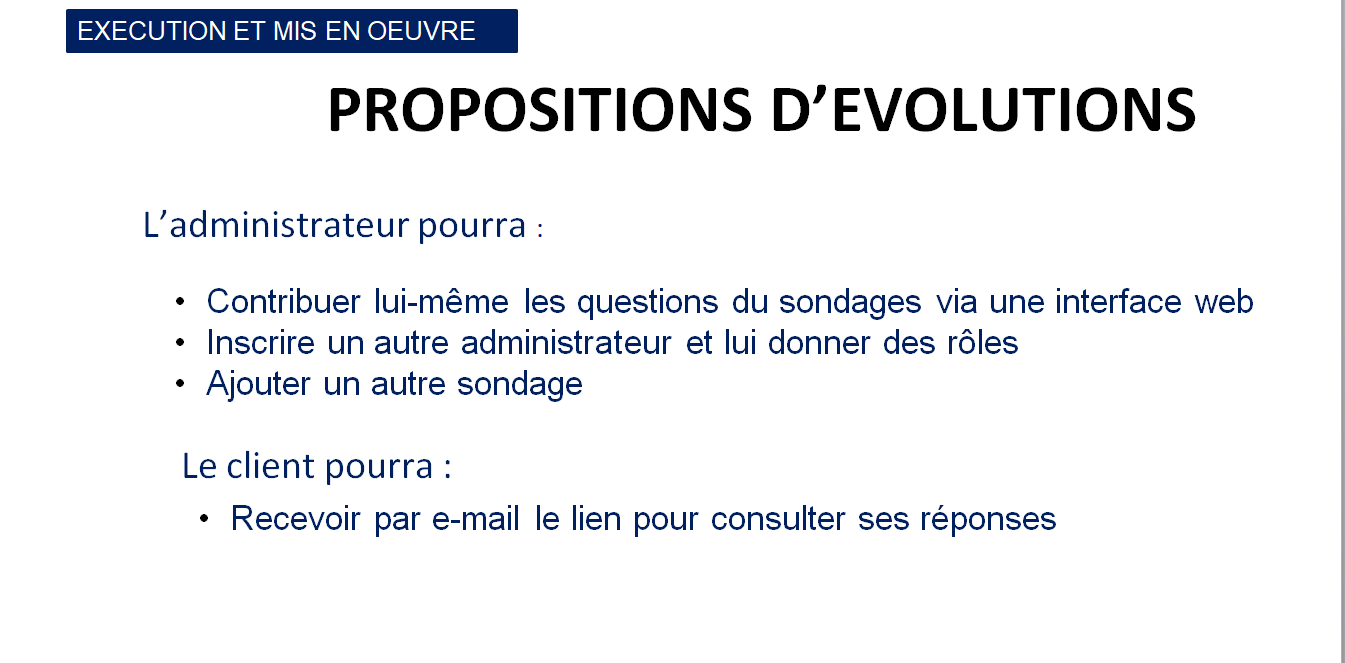 EXECUTION ET MIS EN OEUVRE
PROPOSITIONS D’EVOLUTIONS
L’administrateur pourra :
• Contribuer lui-même les questions du sondages via une interface web
• Inscrire un autre administrateur et lui donner des rôles
• Ajouter un autre sondage
Le client pourra :
• Recevoir par e-mail le lien pour consulter ses réponses